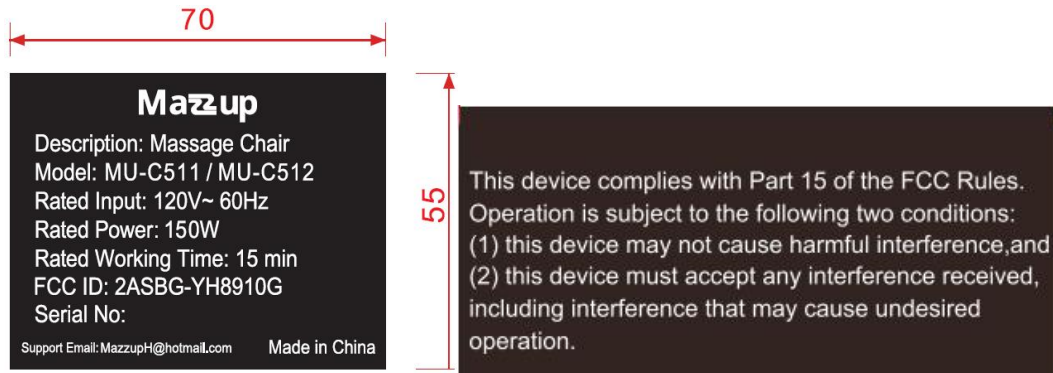 70
Mazzup
Description: Massage Chair
Model: MU-C511 / MU-C512
Rated Input: 120V~ 60Hz
Rated Power: 150W
Rated Working Time: 15 min
FCC ID: 2ASBG-YH8910G
Serial No:
Support Email: MazzupH@hotmail.com Made in China
55
This device complies with Part 15 of the FCC Rules.
Operation is subject to the following two conditions:
(1) this device may not cause harmful interference,and
(2) this device must accept any interference received,
including interference that may cause undesired
operation.